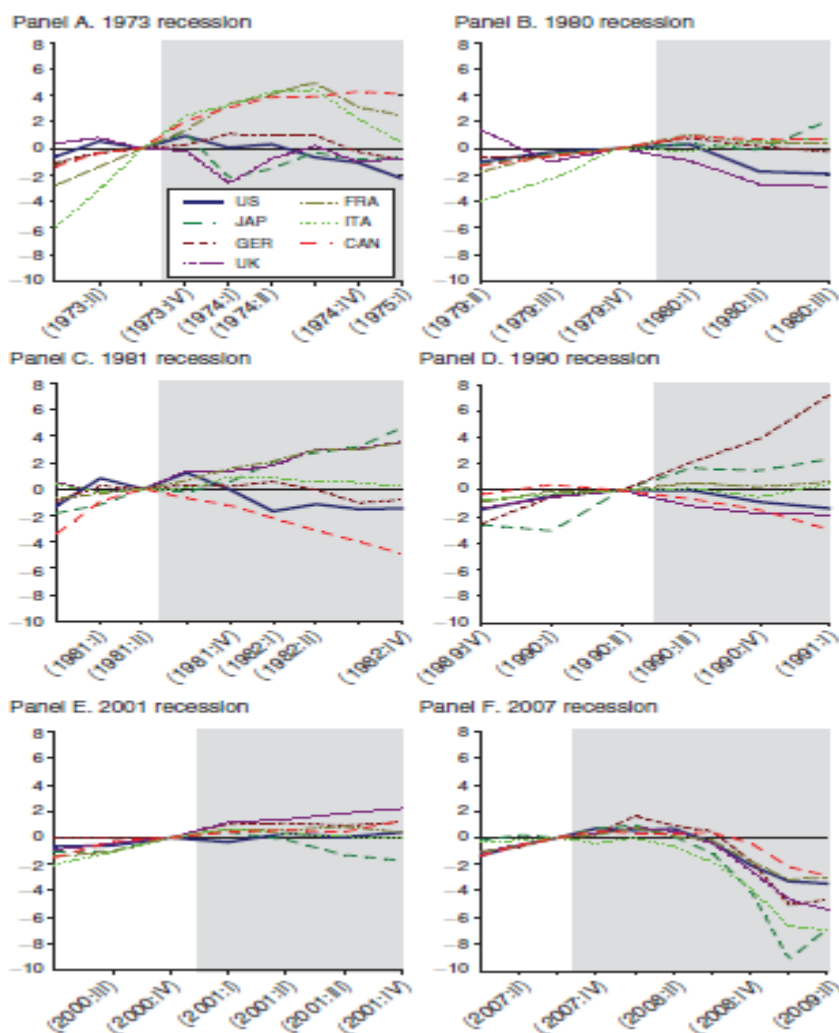 Panel A. 1973 recession
8
6
4
2
0
−2
−4
−6
−8
−10
US
FRA
JAP
ITA
GER
CAN
UK
(1973:II)
(1973:IV)
(1974:I)
(1974:II)
(1974:IV)
(1975:I)
Panel B. 1980 recession
8
6
4
2
0
−2
−4
−6
−8
−10
(1979:II)
(1979:III)
(1979:IV)
(1980:I)
(1980:II)
(1980:III)
Panel C. 1981 recession
8
6
4
2
0
−2
−4
−6
−8
−10
(1981:I)
(1981:II)
(1981:IV)
(1982:I)
(1982:II)
(1982:IV)
Panel D. 1990 recession
8
6
4
2
0
−2
−4
−6
−8
−10
(1989:IV)
(1990:I)
(1990:II)
(1990:III)
(1990:IV)
(1991:I)
Panel E. 2001 recession
8
6
4
2
0
−2
−4
−6
−8
−10
(2000:III)
(2000:IV)
(2001:I)
(2001:II)
(2001:III)
(2001:IV)
Panel F. 2007 recession
8
6
4
2
0
−2
−4
−6
−8
−10
(2007:II)
(2007:IV)
(2008:II)
(2008:IV)
(2009:II)